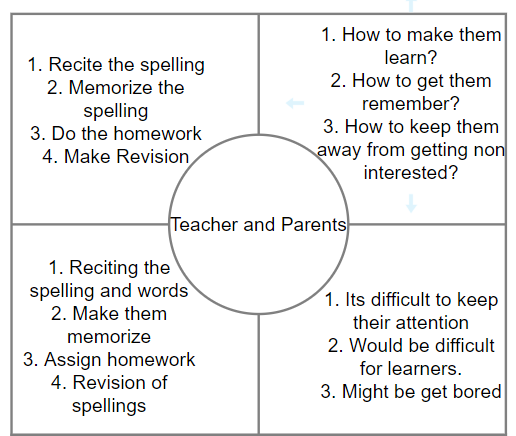 1. Recite the spelling
2. Memorize the
spelling
3. Do the homework
4. Make Revision
1. How to make them
learn?
2. How to get them
remember?
3. How to keep them
away from getting non
interested?
Teacher and Parents
1. Reciting the
spelling and words
2. Make them
memorize
3. Assign homework
4. Revision of
spellings
1. Its difficult to keep
their attention
2. Would be difficult
for learners.
3. Might be get bored